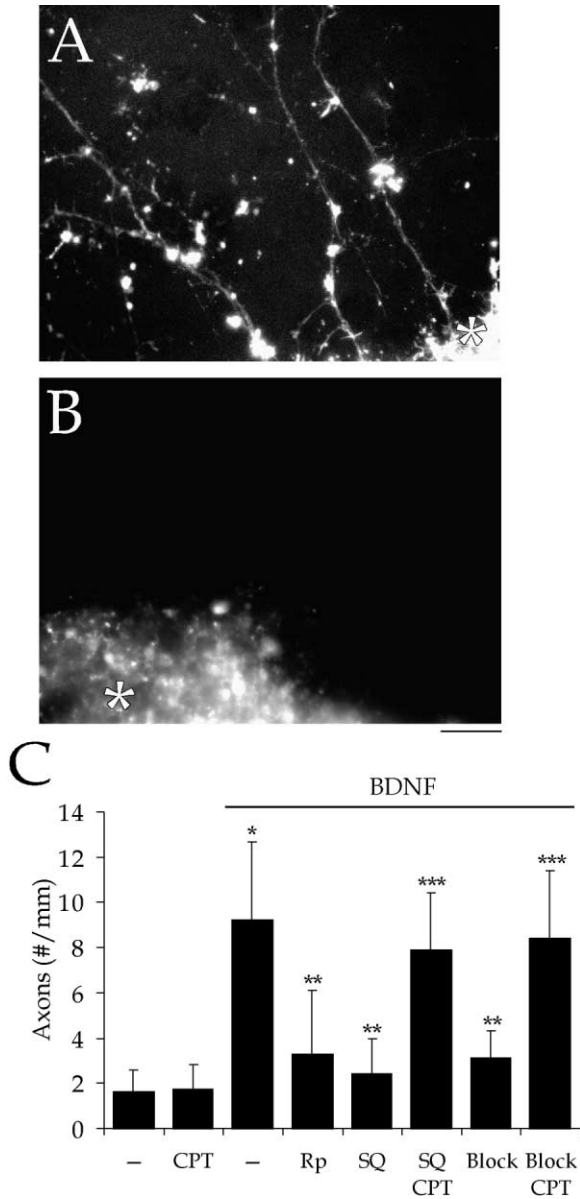 A
*
B
*
C
BDNF
14
12
10
8
6
4
2
0
Axons (#/mm)
*
**
**
***
**
***
– CPT – Rp SQ SQ Block Block
CPT CPT